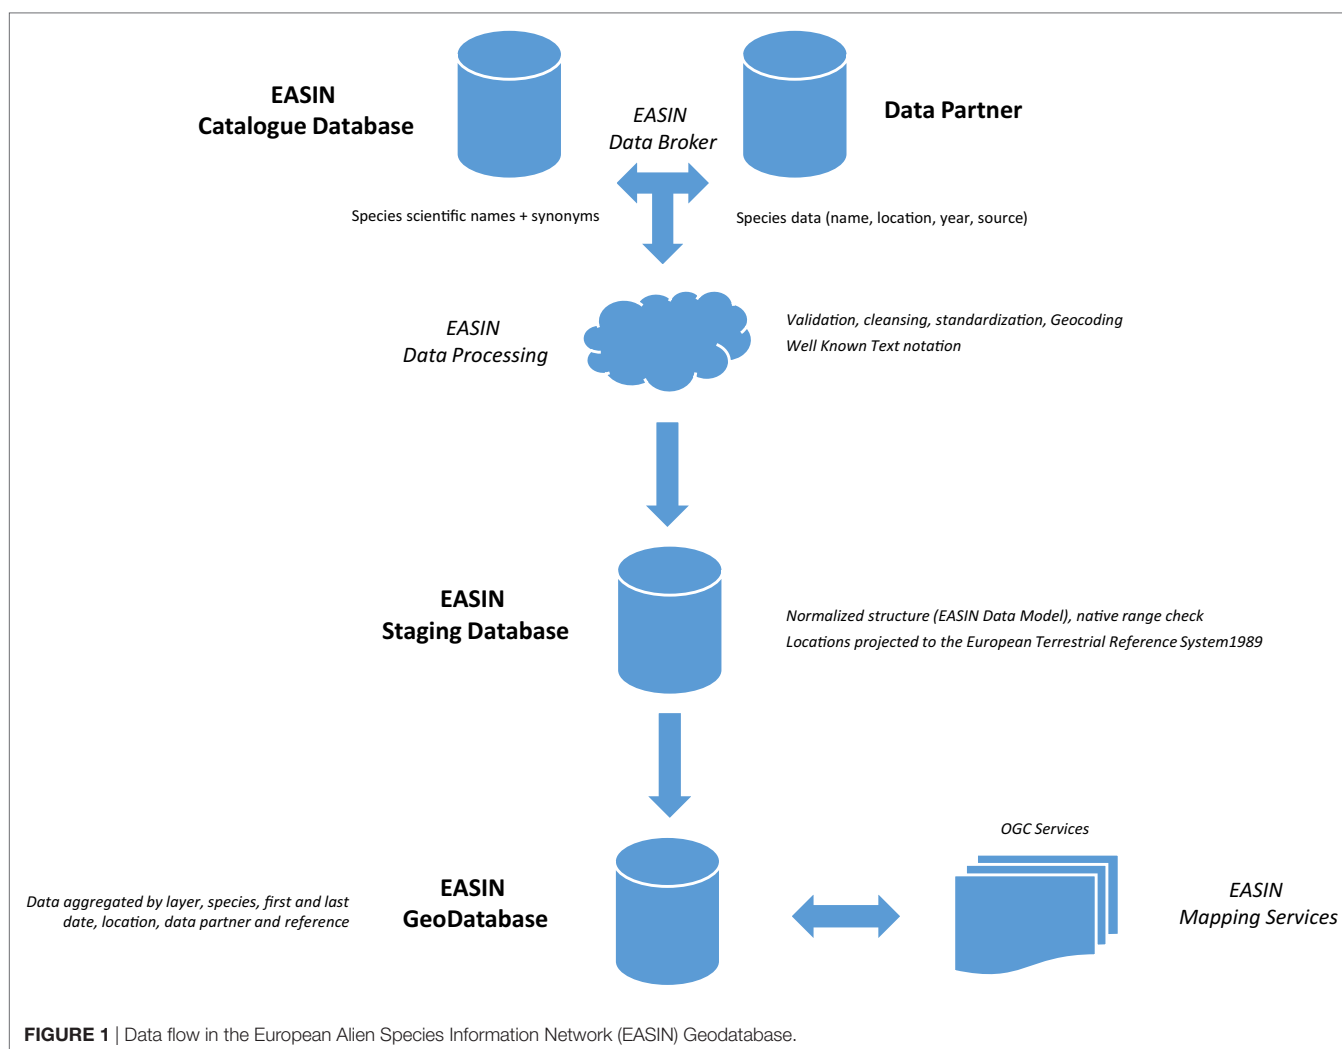 EASIN
Catalogue Database
EASIN
Data Broker
Data Partner
Species scientific names + synonyms
Species data (name, location, year, source)
EASIN
Data Processing
Validation, cleansing, standardization, Geocoding
Well Known Text notation
EASIN
Staging Database
Normalized structure (EASIN Data Model), native range check
Locations projected to the European Terrestrial Reference System1989
Data aggregated by layer, species, first and last
date, location, data partner and reference
EASIN
GeoDatabase
OGC Services
EASIN
Mapping Services
FIGURE 1 | Data flow in the European Alien Species Information Network (EASIN) Geodatabase.